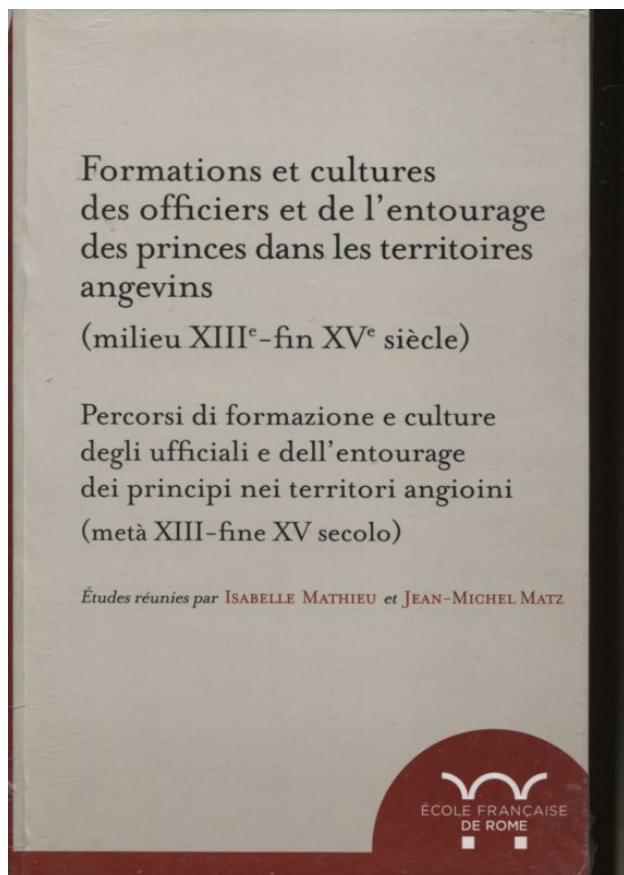 Formations et cultures
des officiers et de l'entourage
des princes dans les territoires
angevins
(milieu XIIIᵉ-fin XVᵉ siècle)
Percorsi di formazione e culture
degli ufficiali e dell'entourage
dei principi nei territori angioini
(metà XIII-fine XV secolo)
Études réunies par ISABELLE MATHIEU et JEAN-MICHEL MATZ
ÉCOLE FRANÇAISE
DE ROME